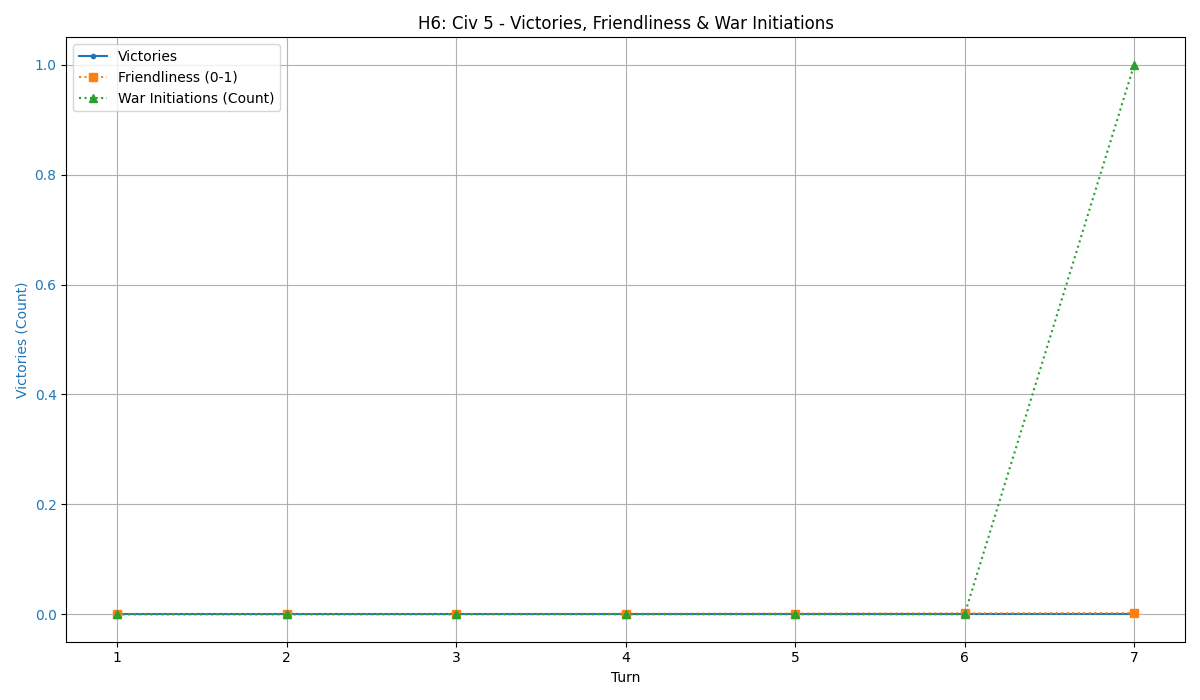 H6: Civ 5 - Victories, Friendliness & War Initiations
Victories
Friendliness (0-1)
War Initiations (Count)
1.0
0.8
0.6
0.4
0.2
0.0
Victories (Count)
1 2 3 4 5 6 7
Turn